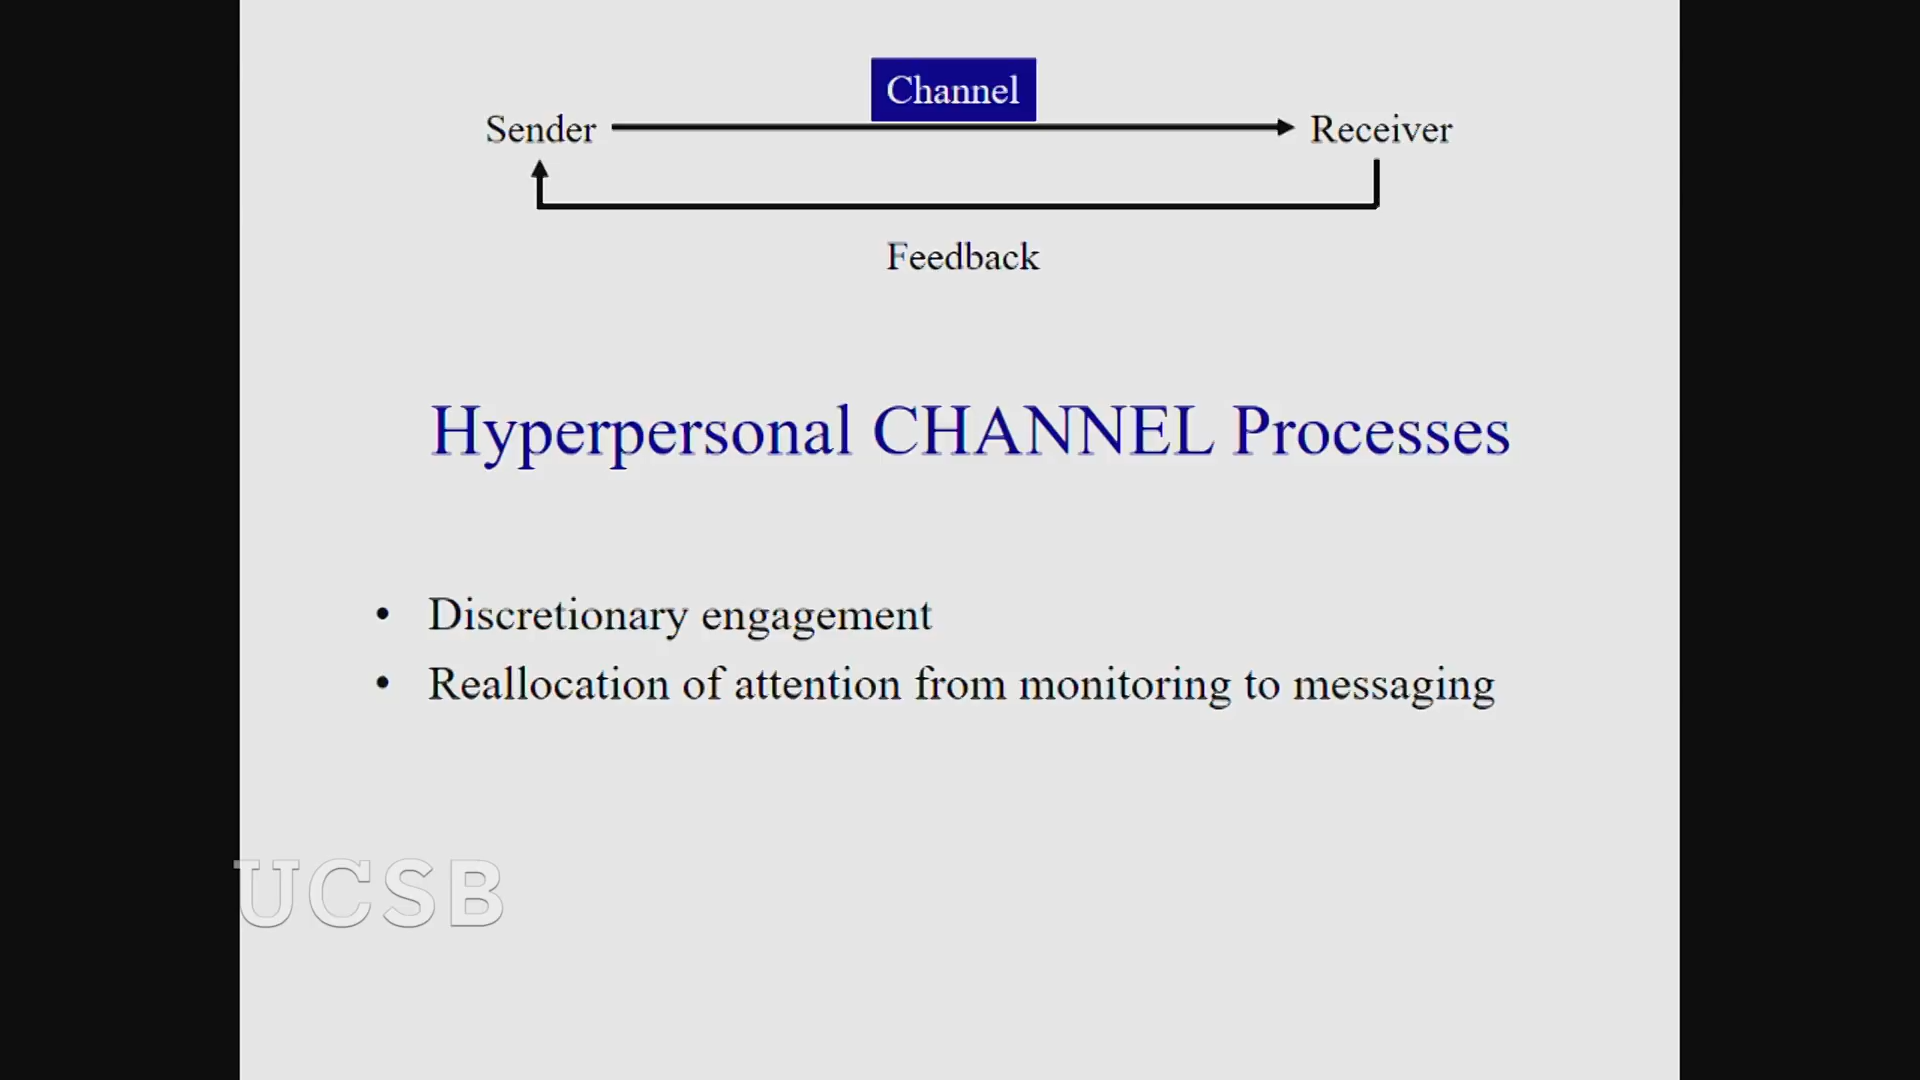 Channel
Sender
Receiver
Feedback
Hyperpersonal CHANNEL Processes
• Discretionary engagement
• Reallocation of attention from monitoring to messaging
UCSB